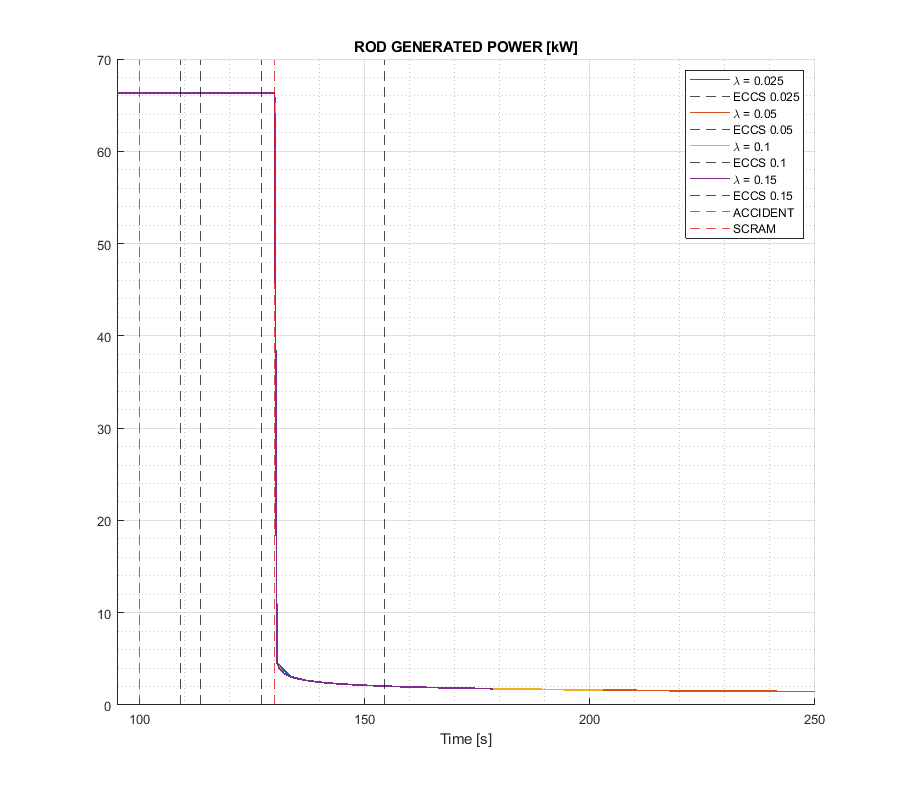 ROD GENERATED POWER [kW]
70
60
50
40
30
20
10
0
λ = 0.025
ECCS 0.025
λ = 0.05
ECCS 0.05
λ = 0.1
ECCS 0.1
λ = 0.15
ECCS 0.15
ACCIDENT
SCRAM
100 150 200 250
Time [s]